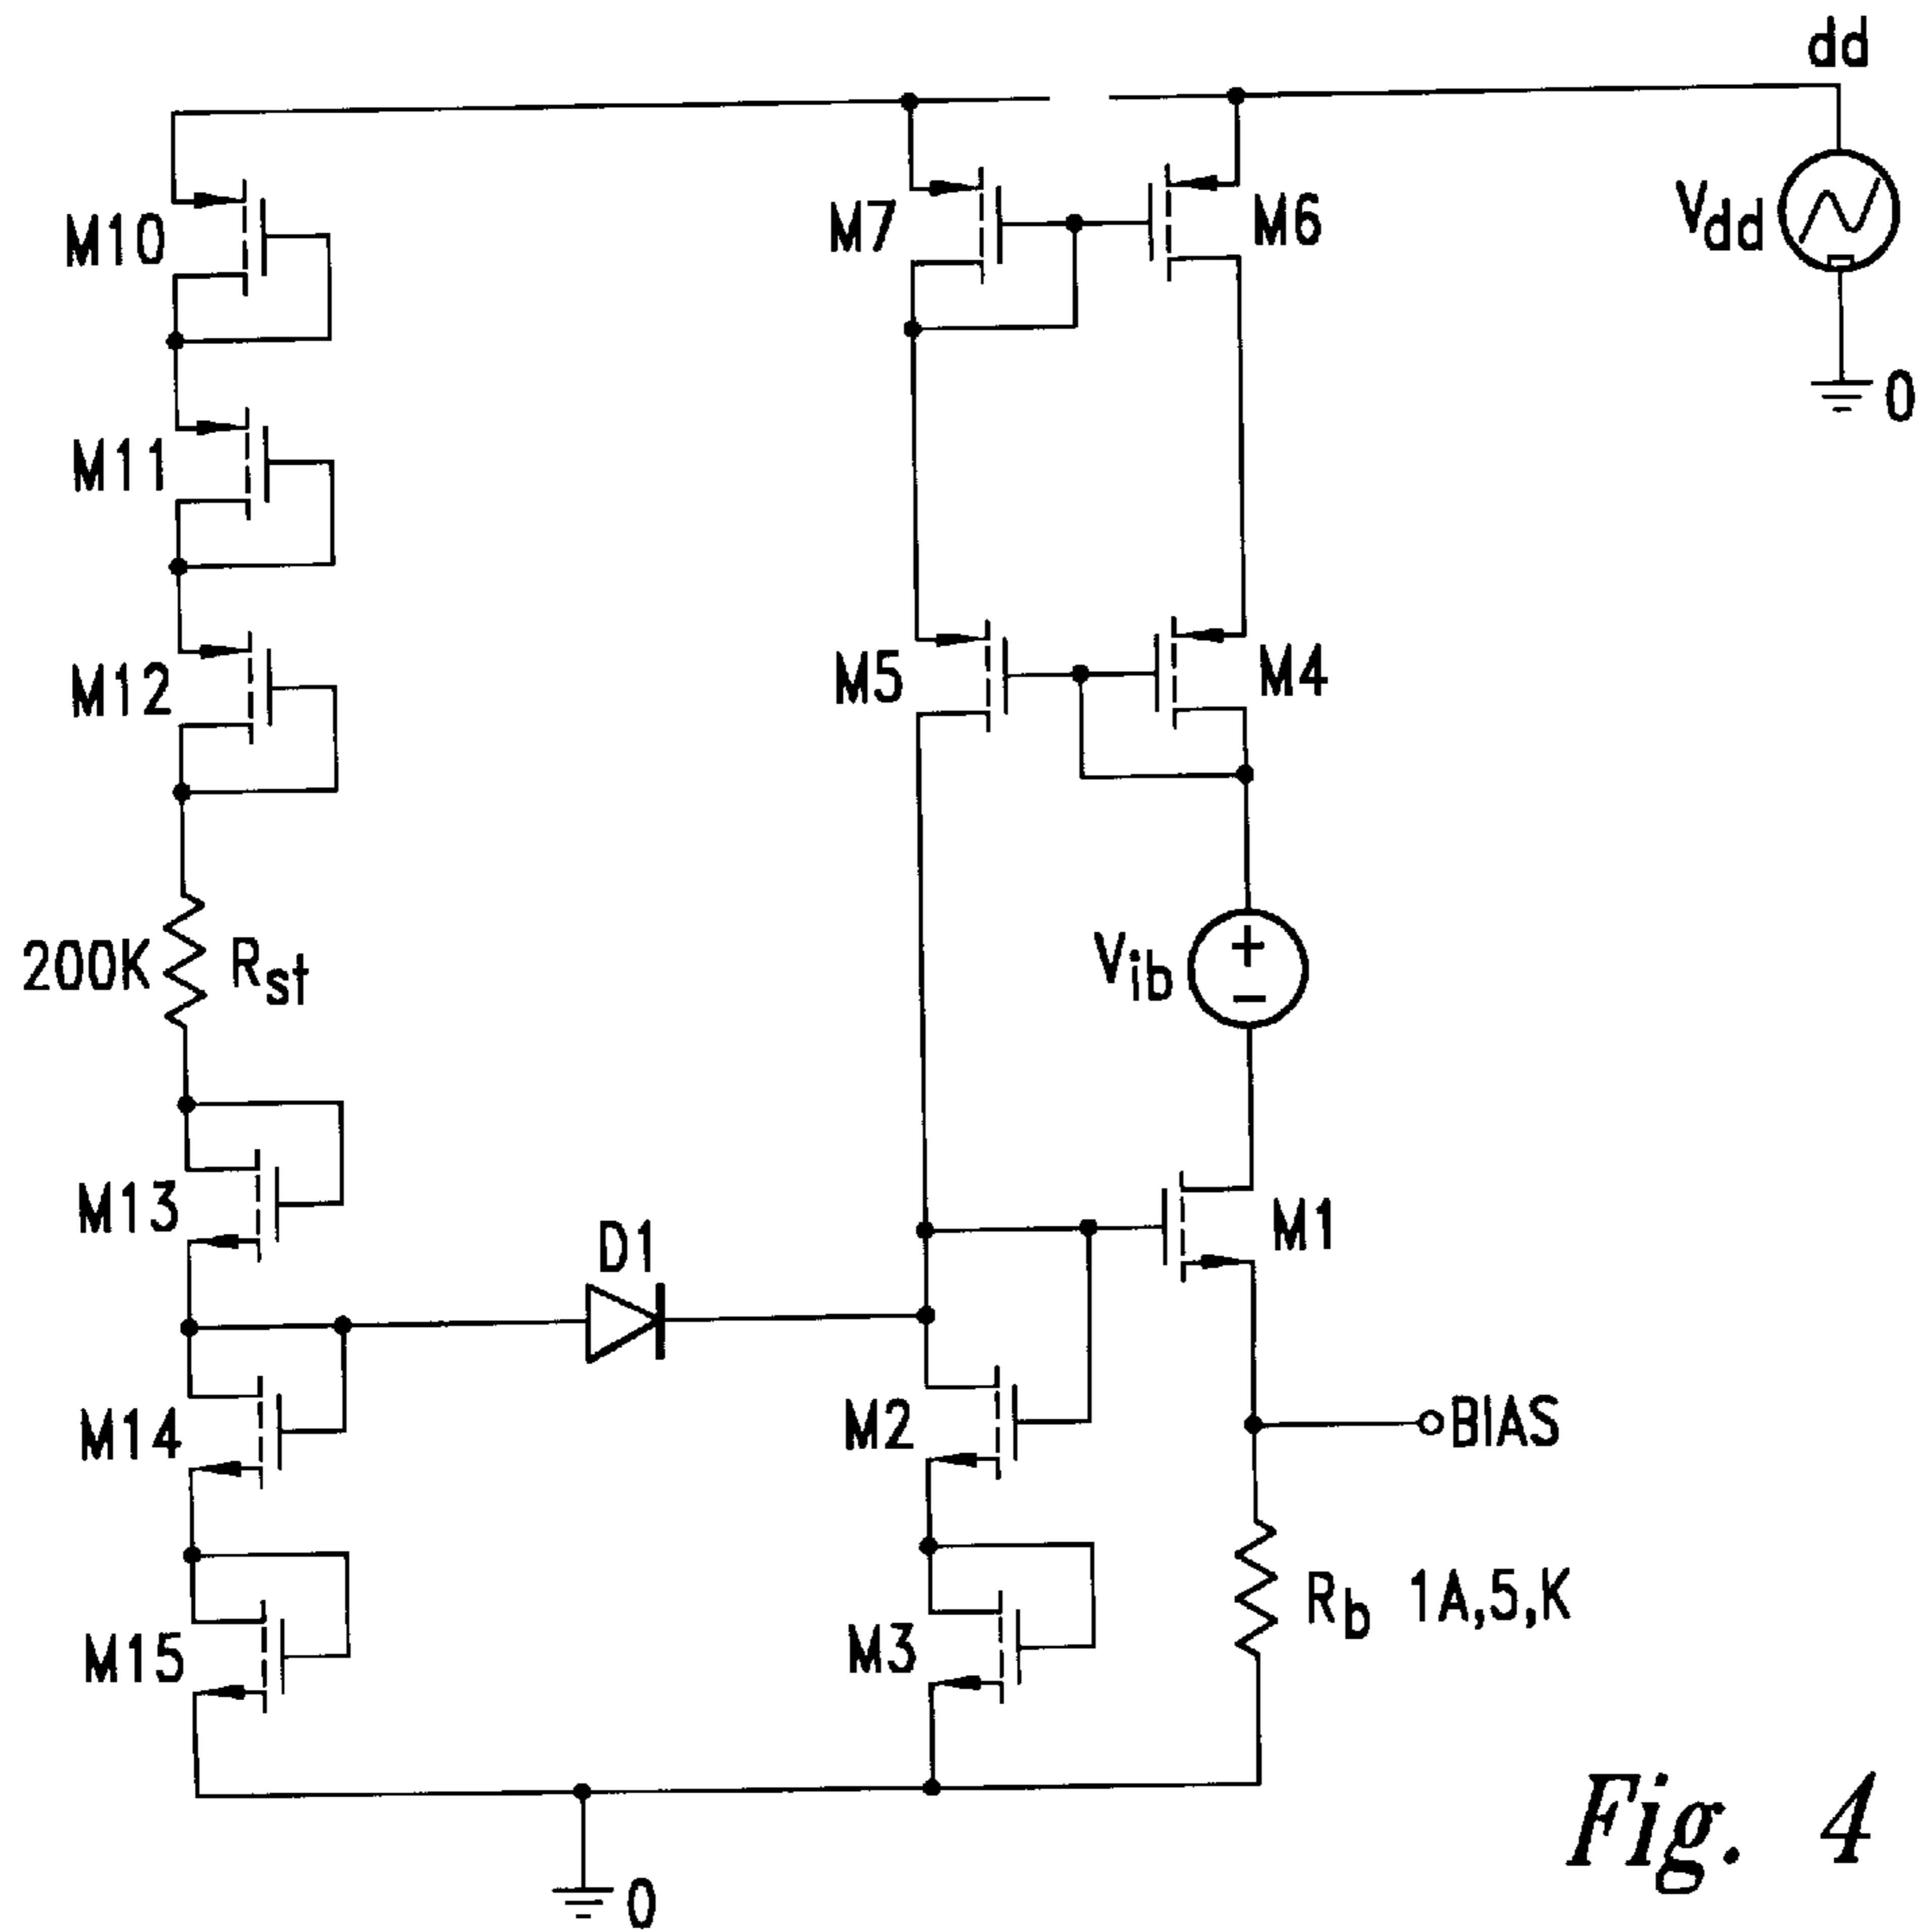 dd
M10
M7
M6
Vdd
0
M11
M12
M5
M4
200K Rst
Vib
M13
D1
M1
M14
M2
BIAS
M15
M3
Rb 1A,5,K
Fig. 4
0